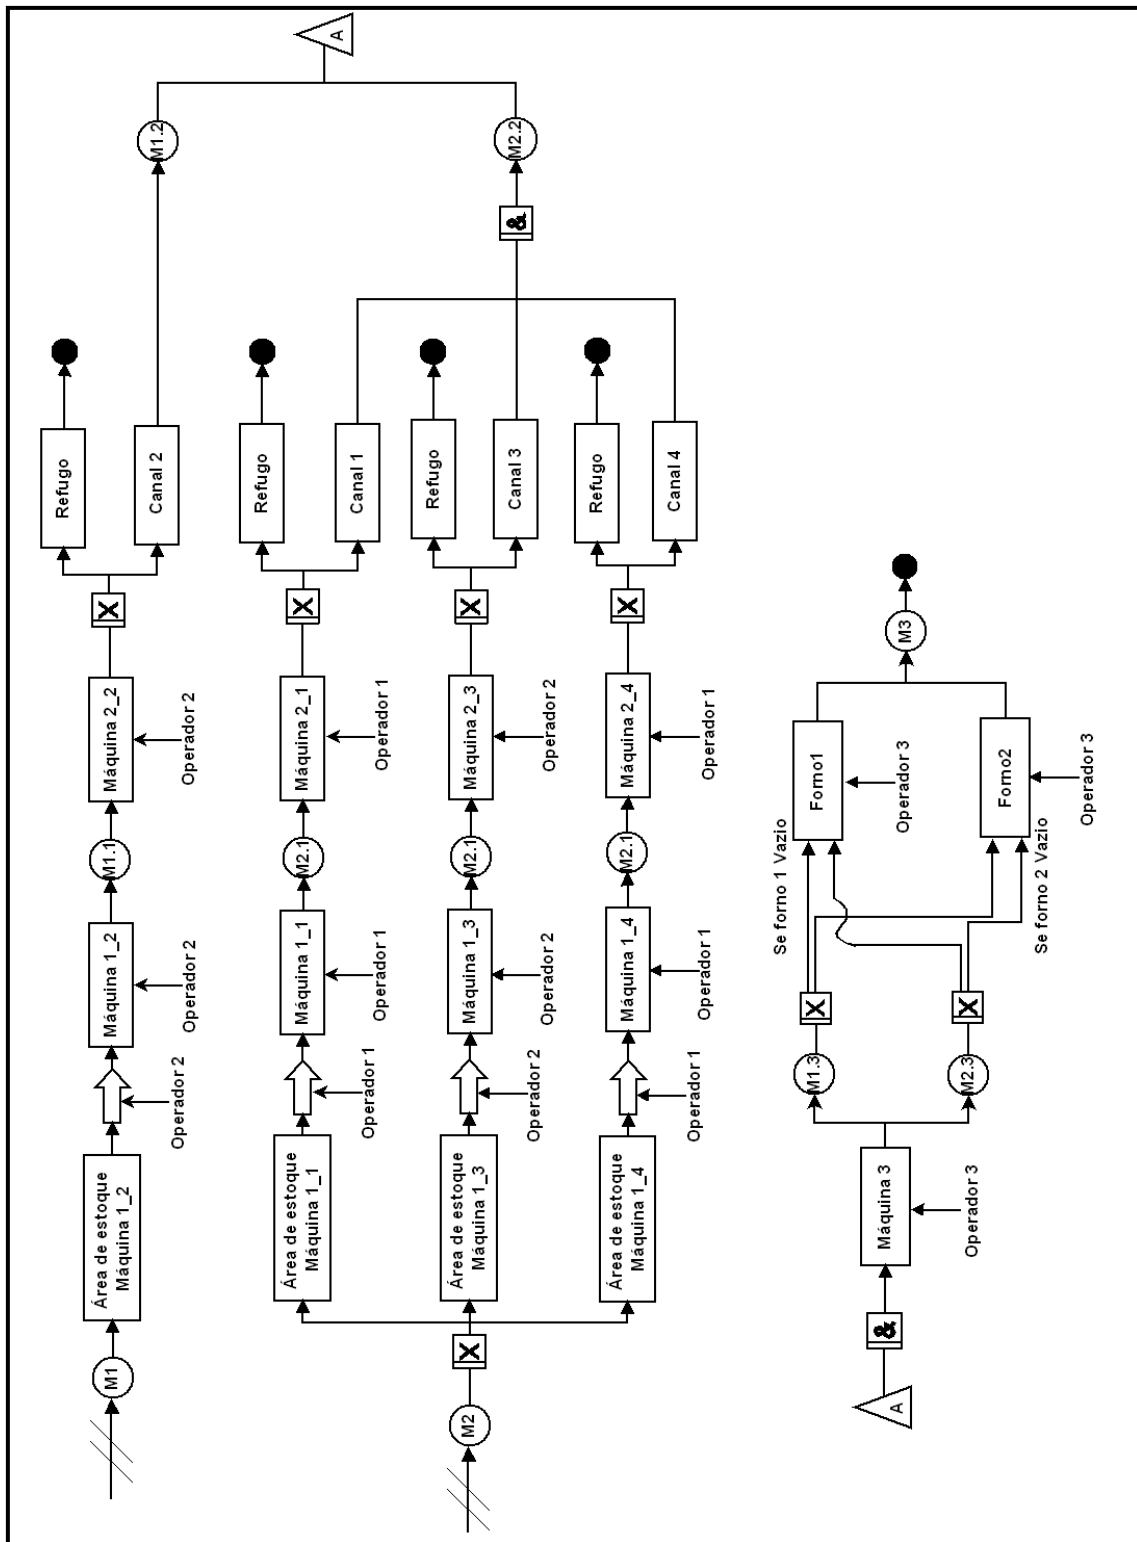 M1
Área de estoque
Máquina 1_2
Operador 2
Máquina 1_2
Operador 2
M1.1
Máquina 2_2
Operador 2
X
Refugo
Canal 2
M1.2
A
M2
X
Área de estoque
Máquina 1_1
Operador 1
Máquina 1_1
Operador 1
M2.1
Máquina 2_1
Operador 1
X
Refugo
Canal 1
Área de estoque
Máquina 1_3
Operador 2
Máquina 1_3
Operador 2
M2.1
Máquina 2_3
Operador 2
X
Refugo
Canal 3
&
M2.2
Área de estoque
Máquina 1_4
Operador 1
Máquina 1_4
Operador 1
M2.1
Máquina 2_4
Operador 1
X
Refugo
Canal 4
A
&
Máquina 3
Operador 3
M1.3
X
Se forno 1 Vazio
Forno1
Operador 3
M2.3
X
Se forno 2 Vazio
Forno2
Operador 3
M3